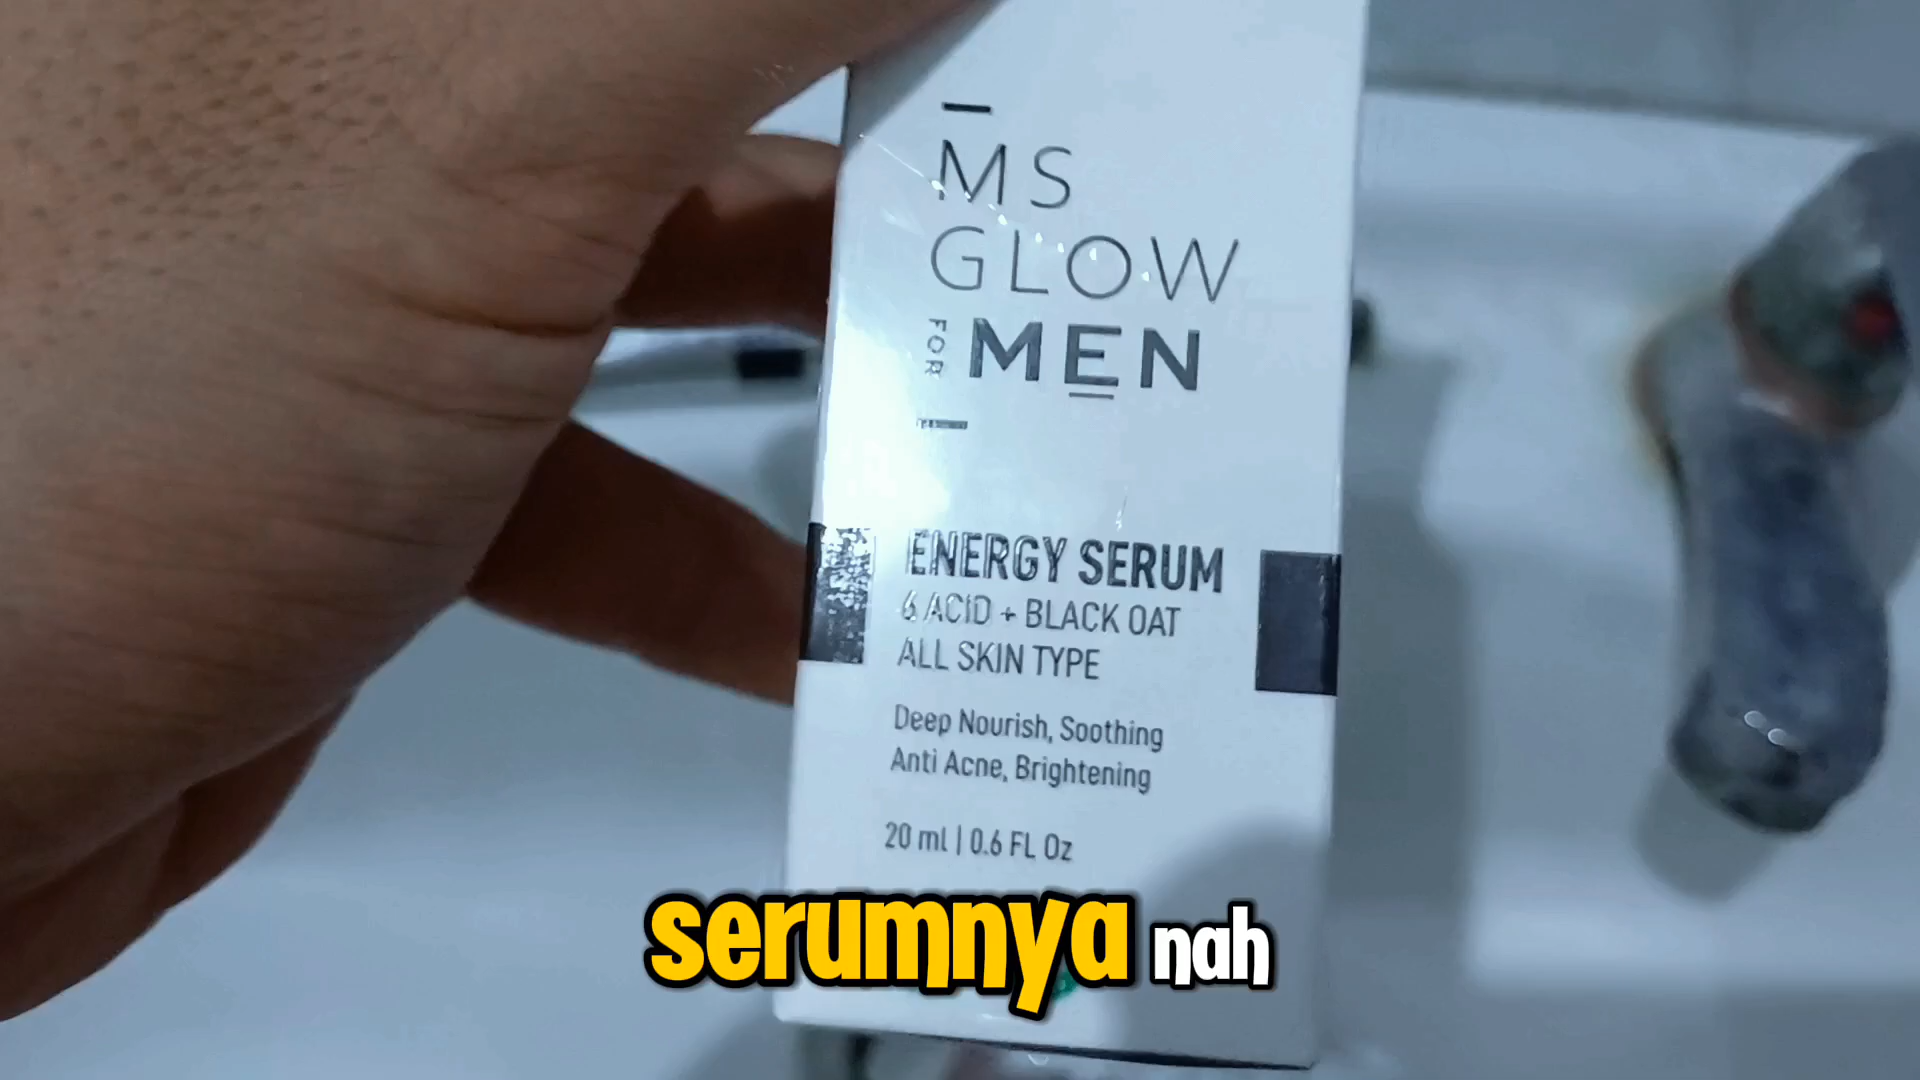 MS
GLOW
FOR MEN
ENERGY SERUM
6 ACID + BLACK OAT
ALL SKIN TYPE
Deep Nourish, Soothing
Anti Acne, Brightening
20 ml | 0.6 FL Oz
serumnya nah